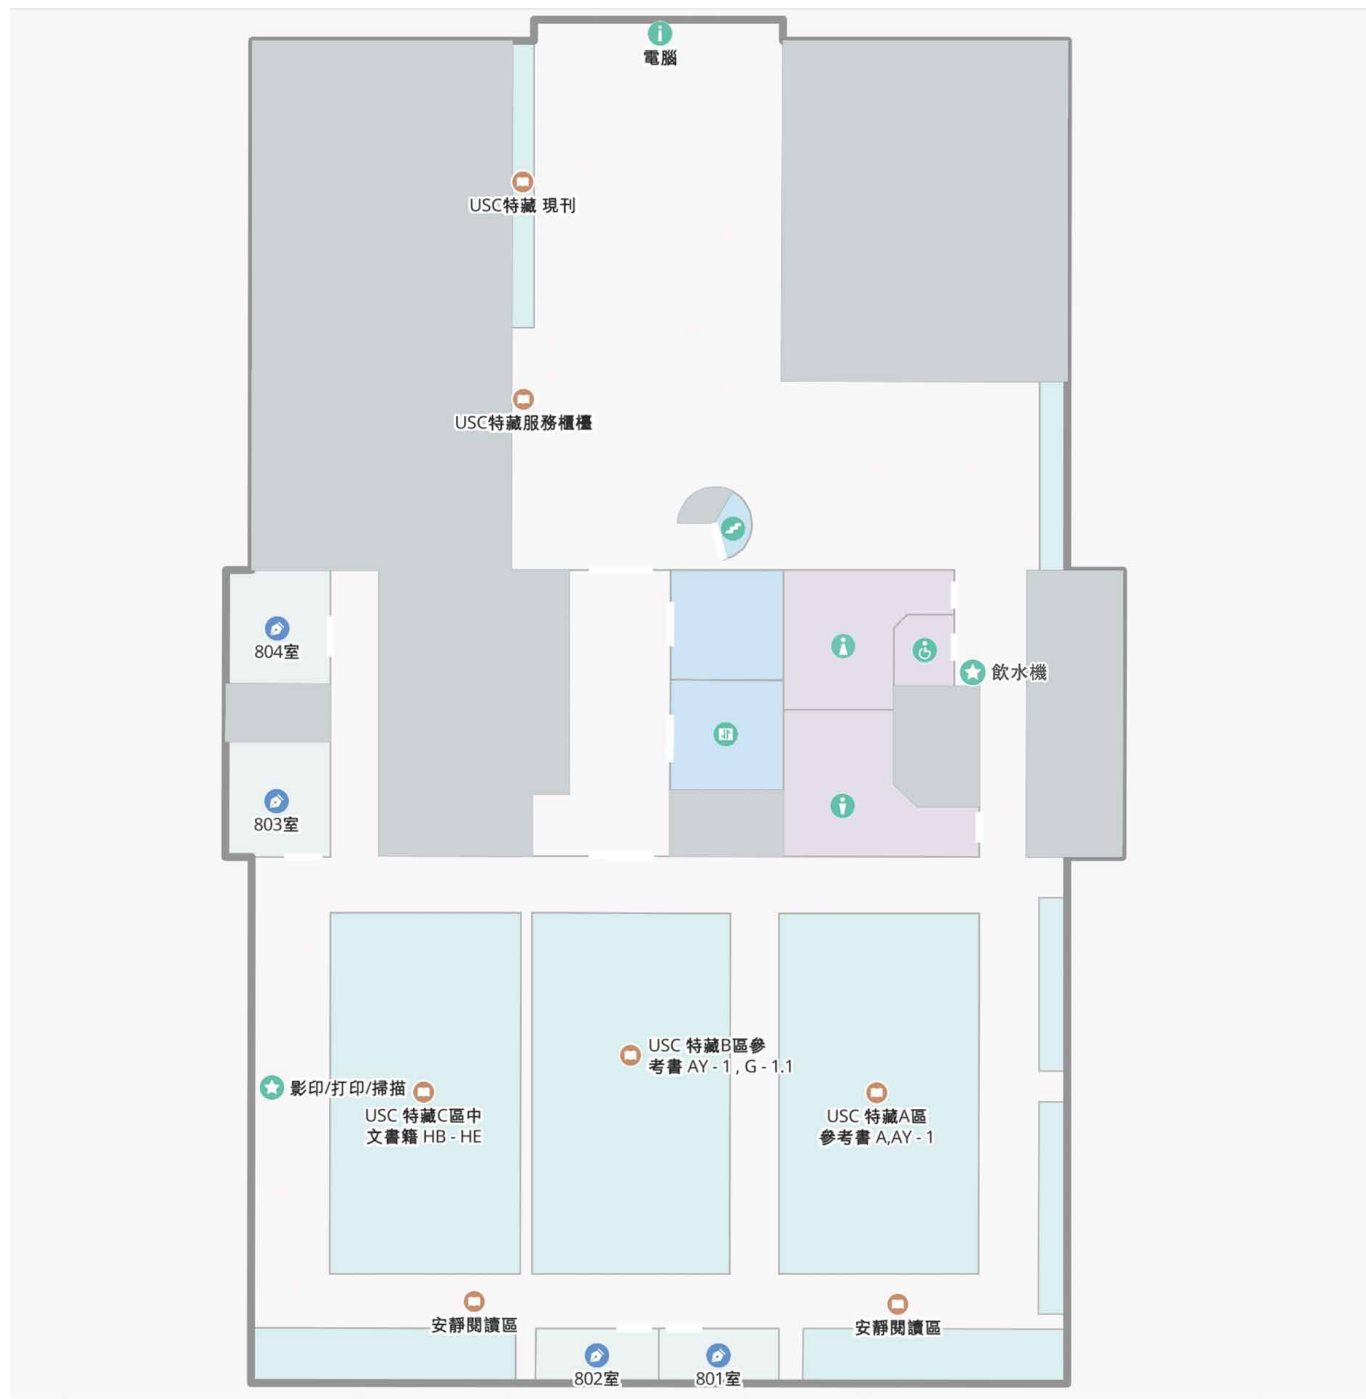 電腦
USC特藏 現刊
USC特藏服務櫃檯
804室
飲水機
803室
USC 特藏B區參
考書 AY - 1 , G - 1.1
影印/打印/掃描
USC 特藏C區中
文書籍 HB - HE
USC 特藏A區
參考書 A,AY - 1
安靜閱讀區
安靜閱讀區
802室
801室